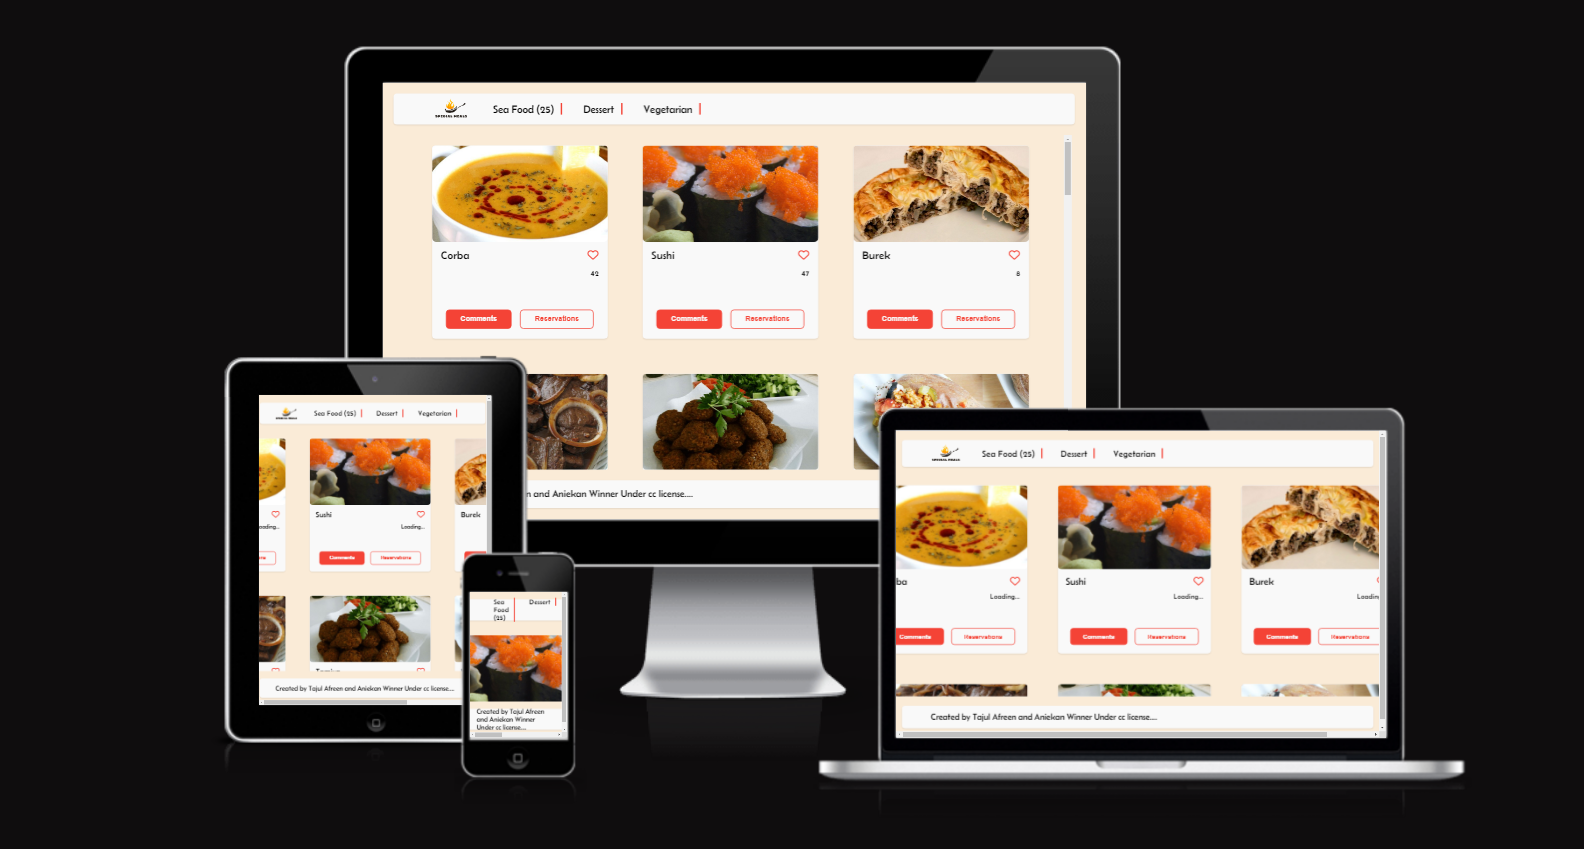 SPECIAL MEALS
Sea Food (25)
Dessert
Vegetarian
Corba
42
Comments
Reservations
Sushi
47
Comments
Reservations
Burek
8
Comments
Reservations
n and Aniekan Winner Under cc license....
Sea Food (25)
Dessert
Vegetarian
oading...
Sushi
Loading...
Comments
Reservations
Burek
Created by Tajul Afreen and Aniekan Winner Under cc license....
Sea
Food
(25)
Dessert
Created by Tajul Afreen
and Aniekan Winner
Under cc license....
SPECIAL MEALS
Sea Food (25)
Dessert
Vegetarian
ba
Loading...
Comments
Reservations
Sushi
Loading...
Comments
Reservations
Burek
Loading
Comments
Reservations
Created by Tajul Afreen and Aniekan Winner Under cc license....